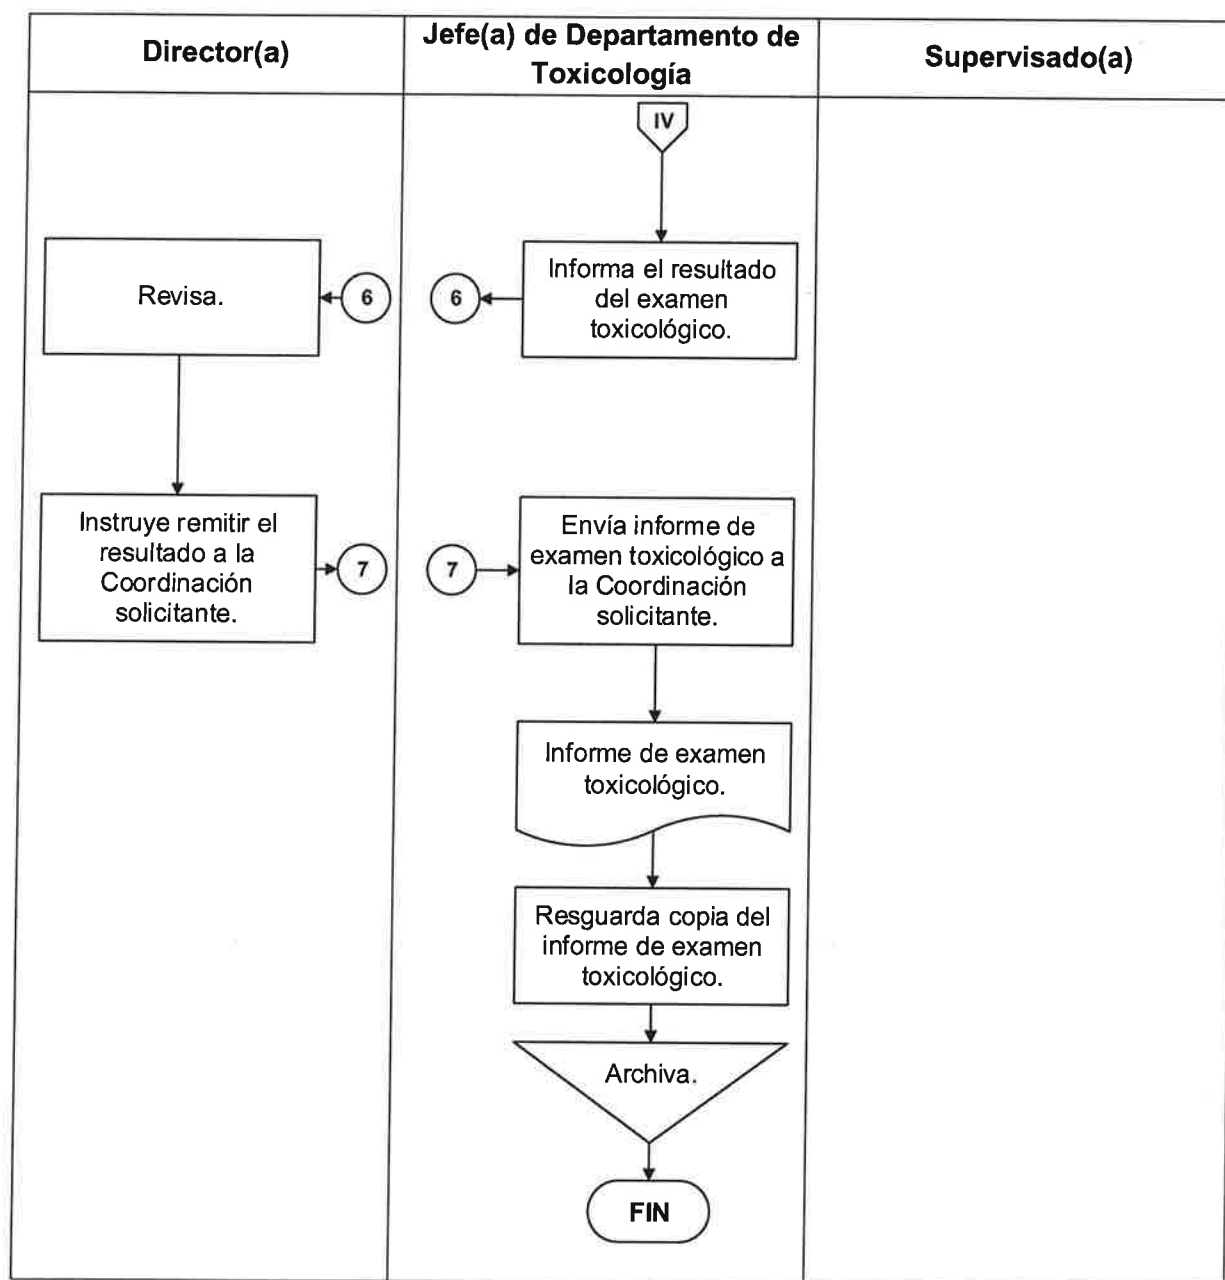 Director(a)
Jefe(a) de Departamento de
Toxicología
Supervisado(a)
IV
Informa el resultado
del examen
toxicológico.
6
6
Revisa.
Instruye remitir el
resultado a la
Coordinación
solicitante.
7
7
Envía informe de
examen toxicológico a
la Coordinación
solicitante.
Informe de examen
toxicológico.
Resguarda copia del
informe de examen
toxicológico.
Archiva.
FIN